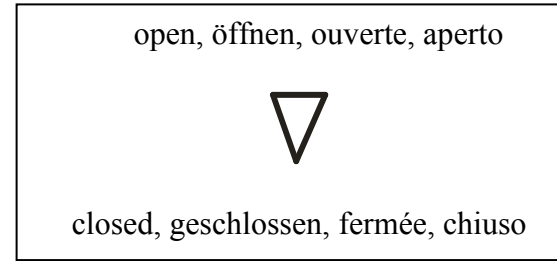 open, öffnen, ouverte, aperto
closed, geschlossen, fermée, chiuso